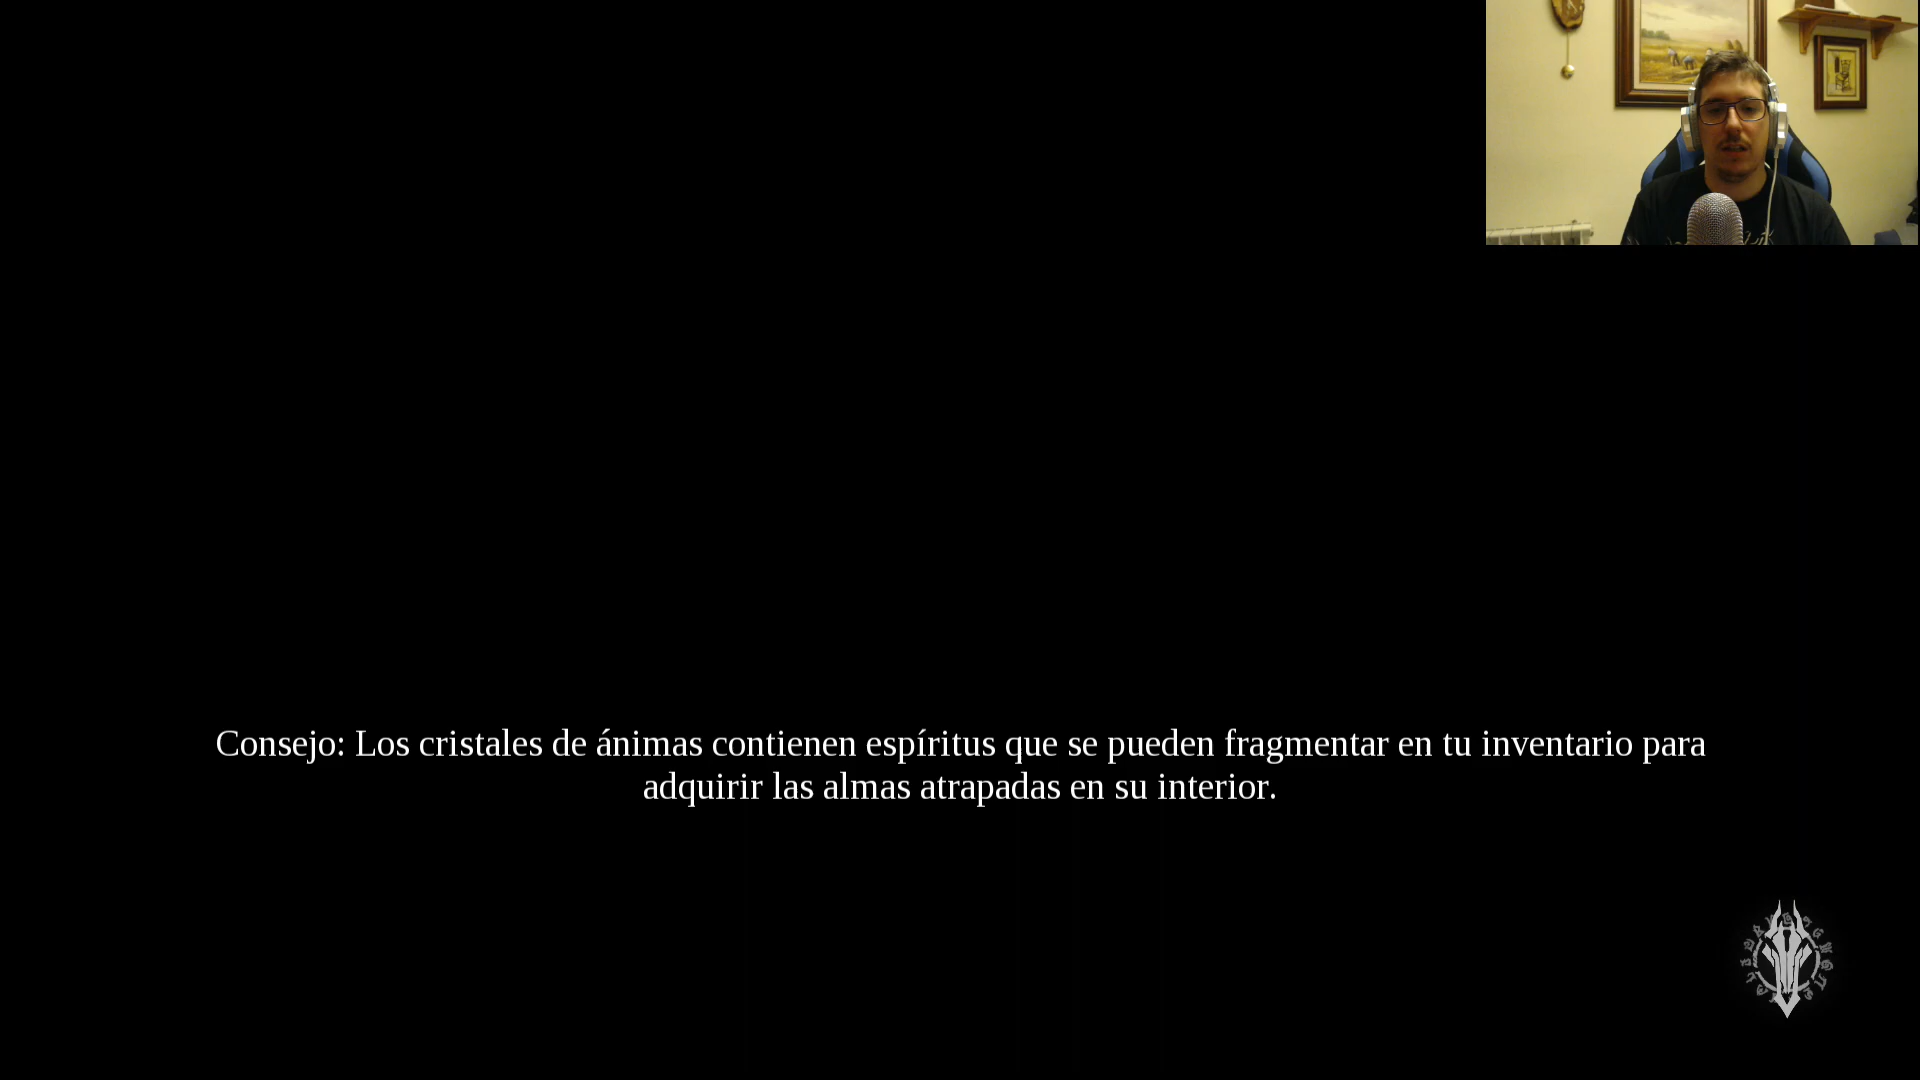 Consejo: Los cristales de ánimas contienen espíritus que se pueden fragmentar en tu inventario para
adquirir las almas atrapadas en su interior.